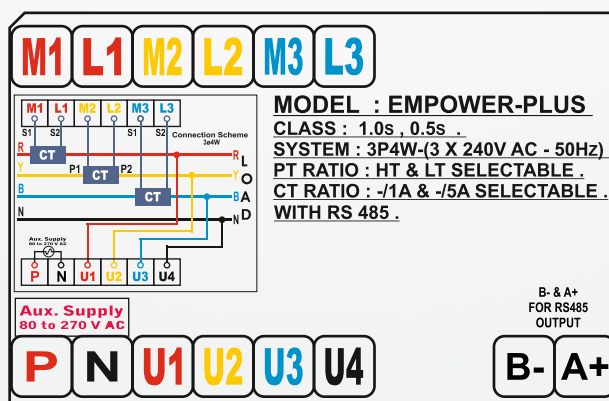 M1 L1 M2 L2 M3 L3
MODEL : EMPOWER-PLUS
CLASS : 1.0s , 0.5s .
SYSTEM : 3P4W-(3 X 240V AC - 50Hz)
PT RATIO : HT & LT SELECTABLE .
CT RATIO : -/1A & -/5A SELECTABLE .
WITH RS 485 .
M1 L1 M2 L2 M3 L3
S1 S2 S1 S2
Connection Scheme
3ø4W
R CT R
Y P1 CT P2 Y
B CT B
N N
LOAD
Aux. Supply
80 to 270 V AC
P N U1 U2 U3 U4
Aux. Supply
80 to 270 V AC
B- & A+
FOR RS485
OUTPUT
P N U1 U2 U3 U4 B- A+